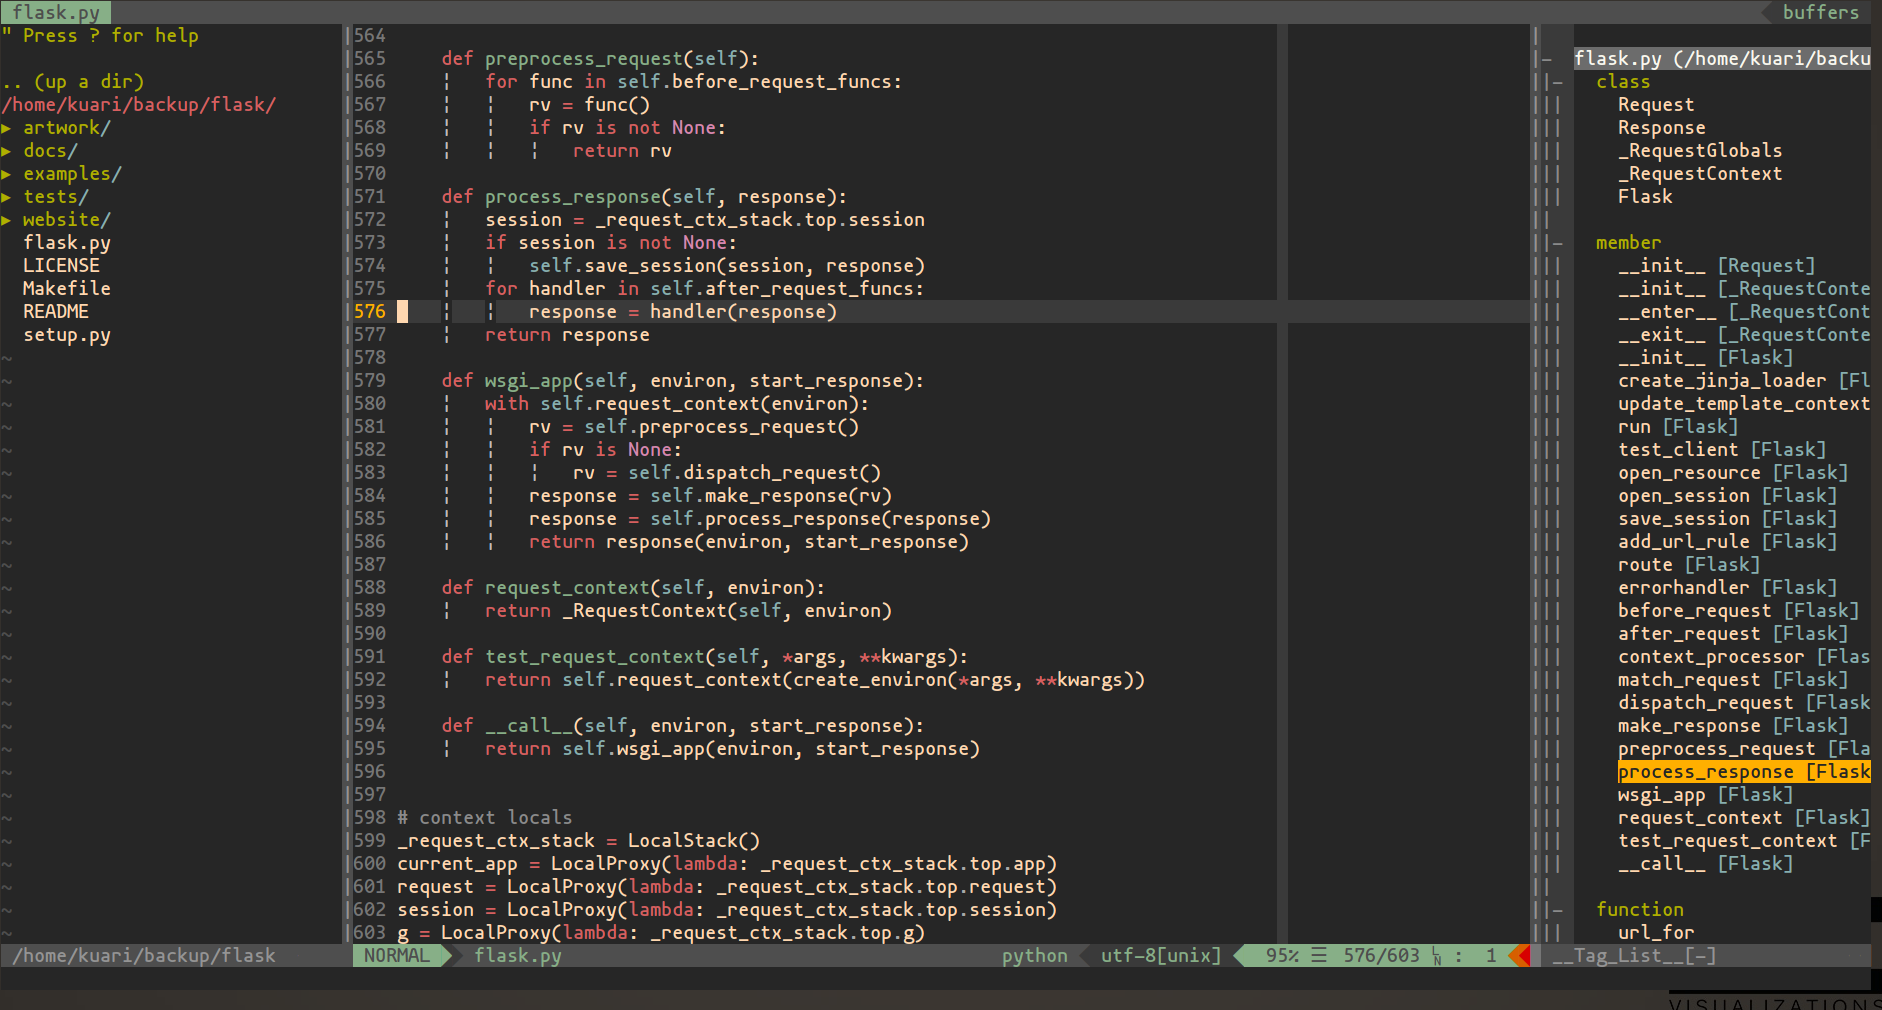 flask.py
buffers
" Press ? for help
.. (up a dir)
/home/kuari/backup/flask/
▸ artwork/
▸ docs/
▸ examples/
▸ tests/
▸ website/
flask.py
LICENSE
Makefile
README
setup.py
/home/kuari/backup/flask
564
565 def preprocess_request(self):
566 ¦ for func in self.before_request_funcs:
567 ¦ ¦ rv = func()
568 ¦ ¦ if rv is not None:
569 ¦ ¦ ¦ return rv
570
571 def process_response(self, response):
572 ¦ session = _request_ctx_stack.top.session
573 ¦ if session is not None:
574 ¦ ¦ self.save_session(session, response)
575 ¦ for handler in self.after_request_funcs:
576 ¦ ¦ response = handler(response)
577 ¦ return response
578
579 def wsgi_app(self, environ, start_response):
580 ¦ with self.request_context(environ):
581 ¦ ¦ rv = self.preprocess_request()
582 ¦ ¦ if rv is None:
583 ¦ ¦ ¦ rv = self.dispatch_request()
584 ¦ ¦ response = self.make_response(rv)
585 ¦ ¦ response = self.process_response(response)
586 ¦ ¦ return response(environ, start_response)
587
588 def request_context(self, environ):
589 ¦ return _RequestContext(self, environ)
590
591 def test_request_context(self, *args, **kwargs):
592 ¦ return self.request_context(create_environ(*args, **kwargs))
593
594 def __call__(self, environ, start_response):
595 ¦ return self.wsgi_app(environ, start_response)
596
597
598 # context locals
599 _request_ctx_stack = LocalStack()
600 current_app = LocalProxy(lambda: _request_ctx_stack.top.app)
601 request = LocalProxy(lambda: _request_ctx_stack.top.request)
602 session = LocalProxy(lambda: _request_ctx_stack.top.session)
603 g = LocalProxy(lambda: _request_ctx_stack.top.g)
NORMAL flask.py python utf-8[unix] 95% ☰ 576/603 ㏑ : 1
flask.py (/home/kuari/backu
class
Request
Response
_RequestGlobals
_RequestContext
Flask
member
__init__ [Request]
__init__ [_RequestConte
__enter__ [_RequestCont
__exit__ [_RequestConte
__init__ [Flask]
create_jinja_loader [Fl
update_template_context
run [Flask]
test_client [Flask]
open_resource [Flask]
open_session [Flask]
save_session [Flask]
add_url_rule [Flask]
route [Flask]
errorhandler [Flask]
before_request [Flask]
after_request [Flask]
context_processor [Flas
match_request [Flask]
dispatch_request [Flask
make_response [Flask]
preprocess_request [Fla
process_response [Flask
wsgi_app [Flask]
request_context [Flask]
test_request_context [F
__call__ [Flask]
function
url_for
__Tag_List__[-]
VISUALIZATIONS